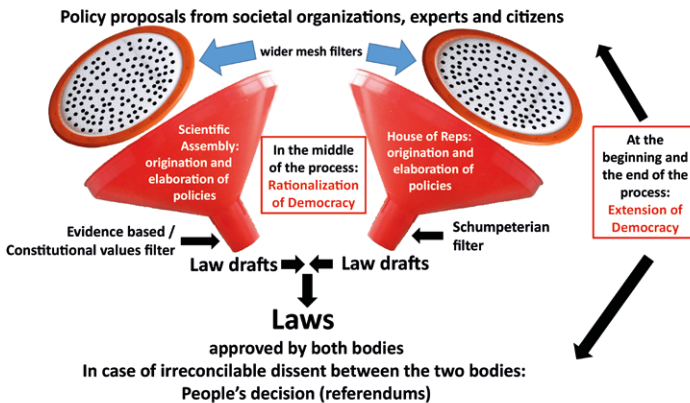 Policy proposals from societal organizations, experts and citizens
wider mesh filters
Scientific
Assembly:
origination and
elaboration of
policies
In the middle
of the process:
Rationalization
of Democracy
House of Reps:
origination and
elaboration of
policies
At the
beginning and
the end of the
process:
Extension of
Democracy
Evidence based /
Constitutional values filter
Schumpeterian
filter
Law drafts
Law drafts
Laws
approved by both bodies
In case of irreconcilable dissent between the two bodies:
People's decision (referendums)